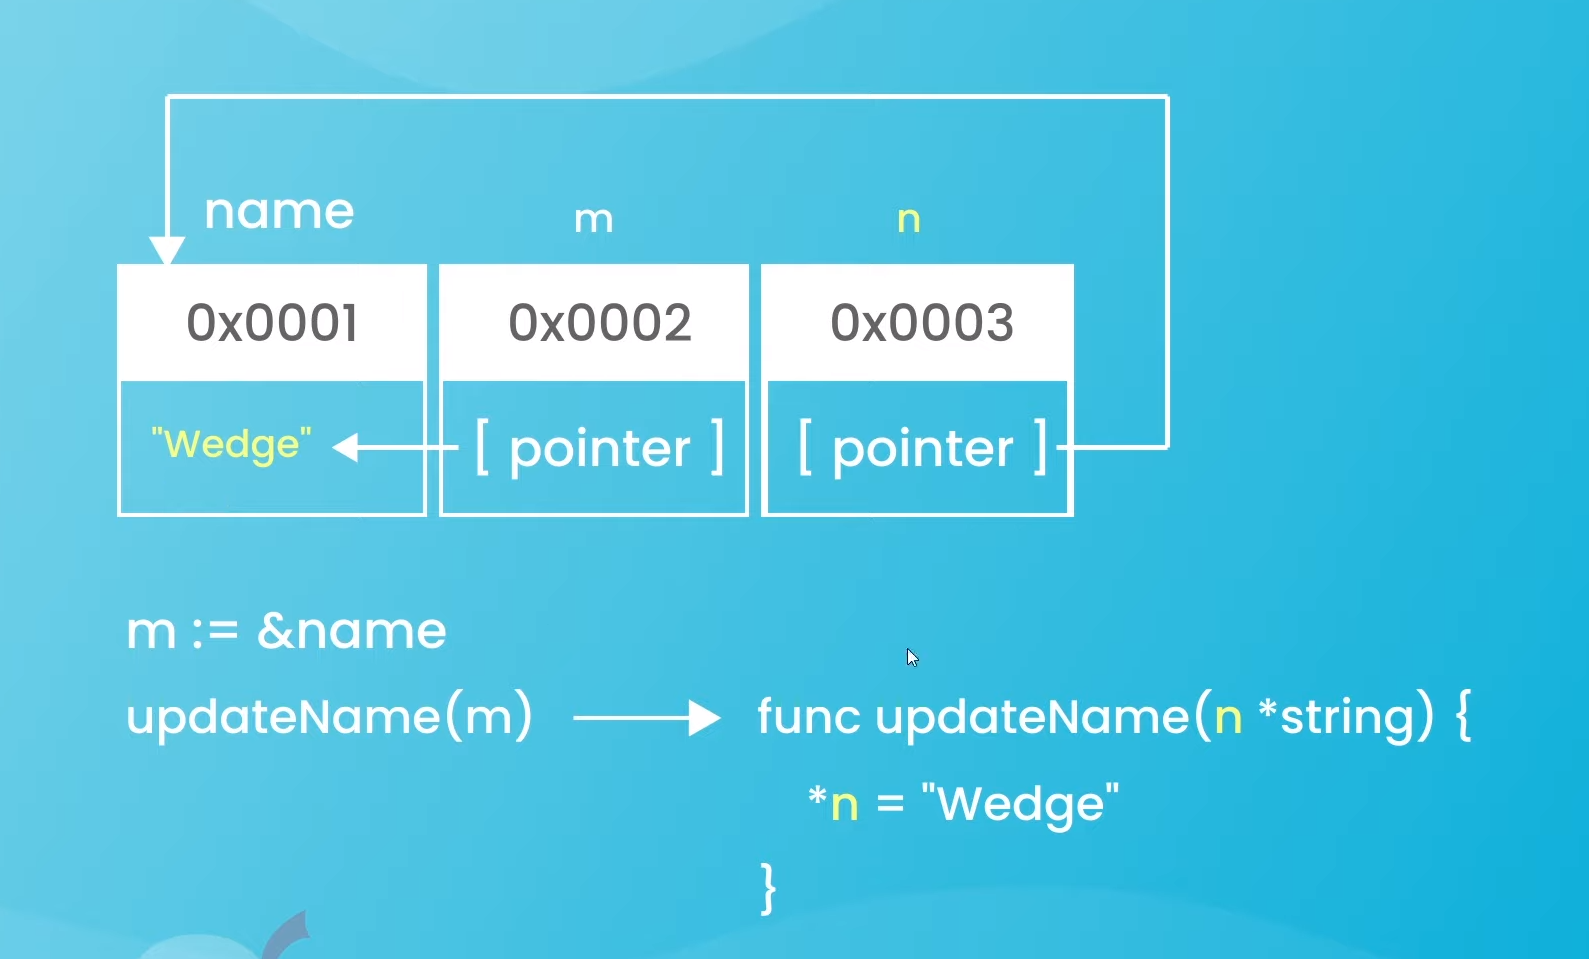 name m n
0x0001 0x0002 0x0003
"Wedge" [ pointer ] [ pointer ]
m := &name
updateName(m) func updateName(n *string) {
*n = "Wedge"
}